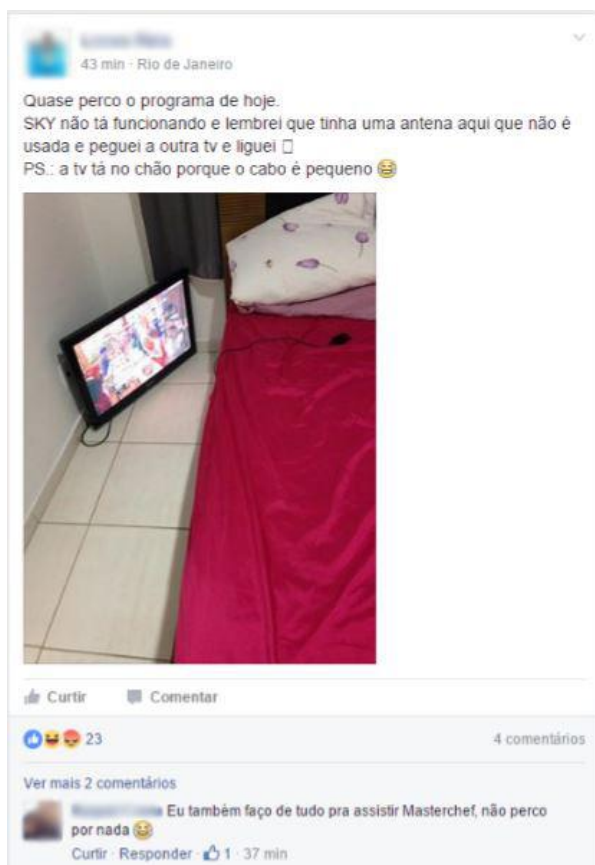 43 min · Rio de Janeiro
Quase perco o programa de hoje.
SKY não tá funcionando e lembrei que tinha uma antena aqui que não é
usada e peguei a outra tv e liguei
PS.: a tv tá no chão porque o cabo é pequeno 😆
Curtir Comentar
23 4 comentários
Ver mais 2 comentários
Eu também faço de tudo pra assistir Masterchef, não perco
por nada 😆
Curtir · Responder · 1 · 37 min